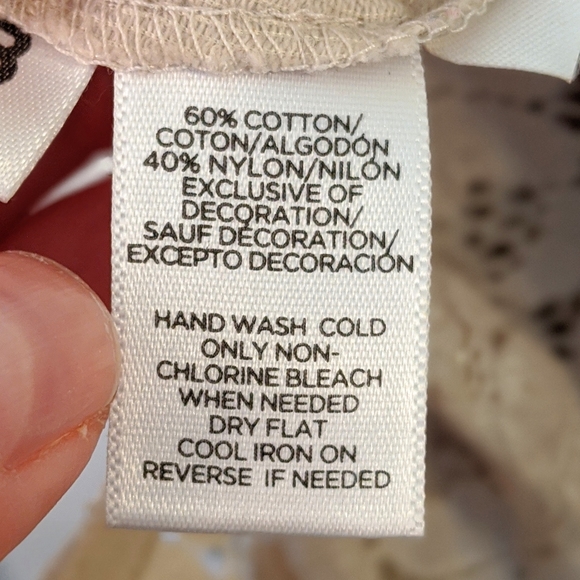 60% COTTON/
COTON/ALGODÓN
40% NYLON/NILÓN
EXCLUSIVE OF
DECORATION/
SAUF DÉCORATION/
EXCEPTO DECORACIÓN
HAND WASH COLD
ONLY NON-
CHLORINE BLEACH
WHEN NEEDED
DRY FLAT
COOL IRON ON
REVERSE IF NEEDED